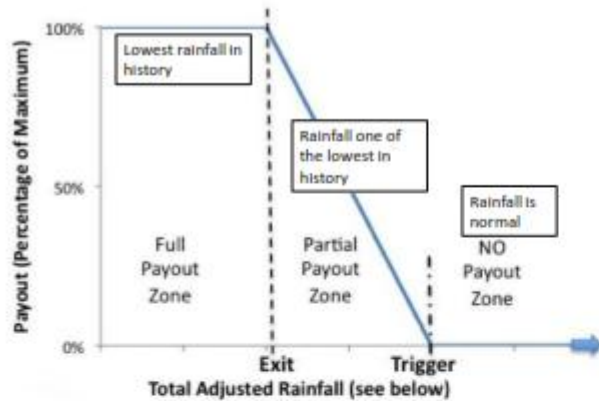 100%
Lowest rainfall in
history
Rainfall one of
the lowest in
history
50%
Rainfall is
normal
Full
Payout
Zone
Partial
Payout
Zone
NO
Payout
Zone
0%
Exit
Trigger
Total Adjusted Rainfall (see below)
Payout (Percentage of Maximum)